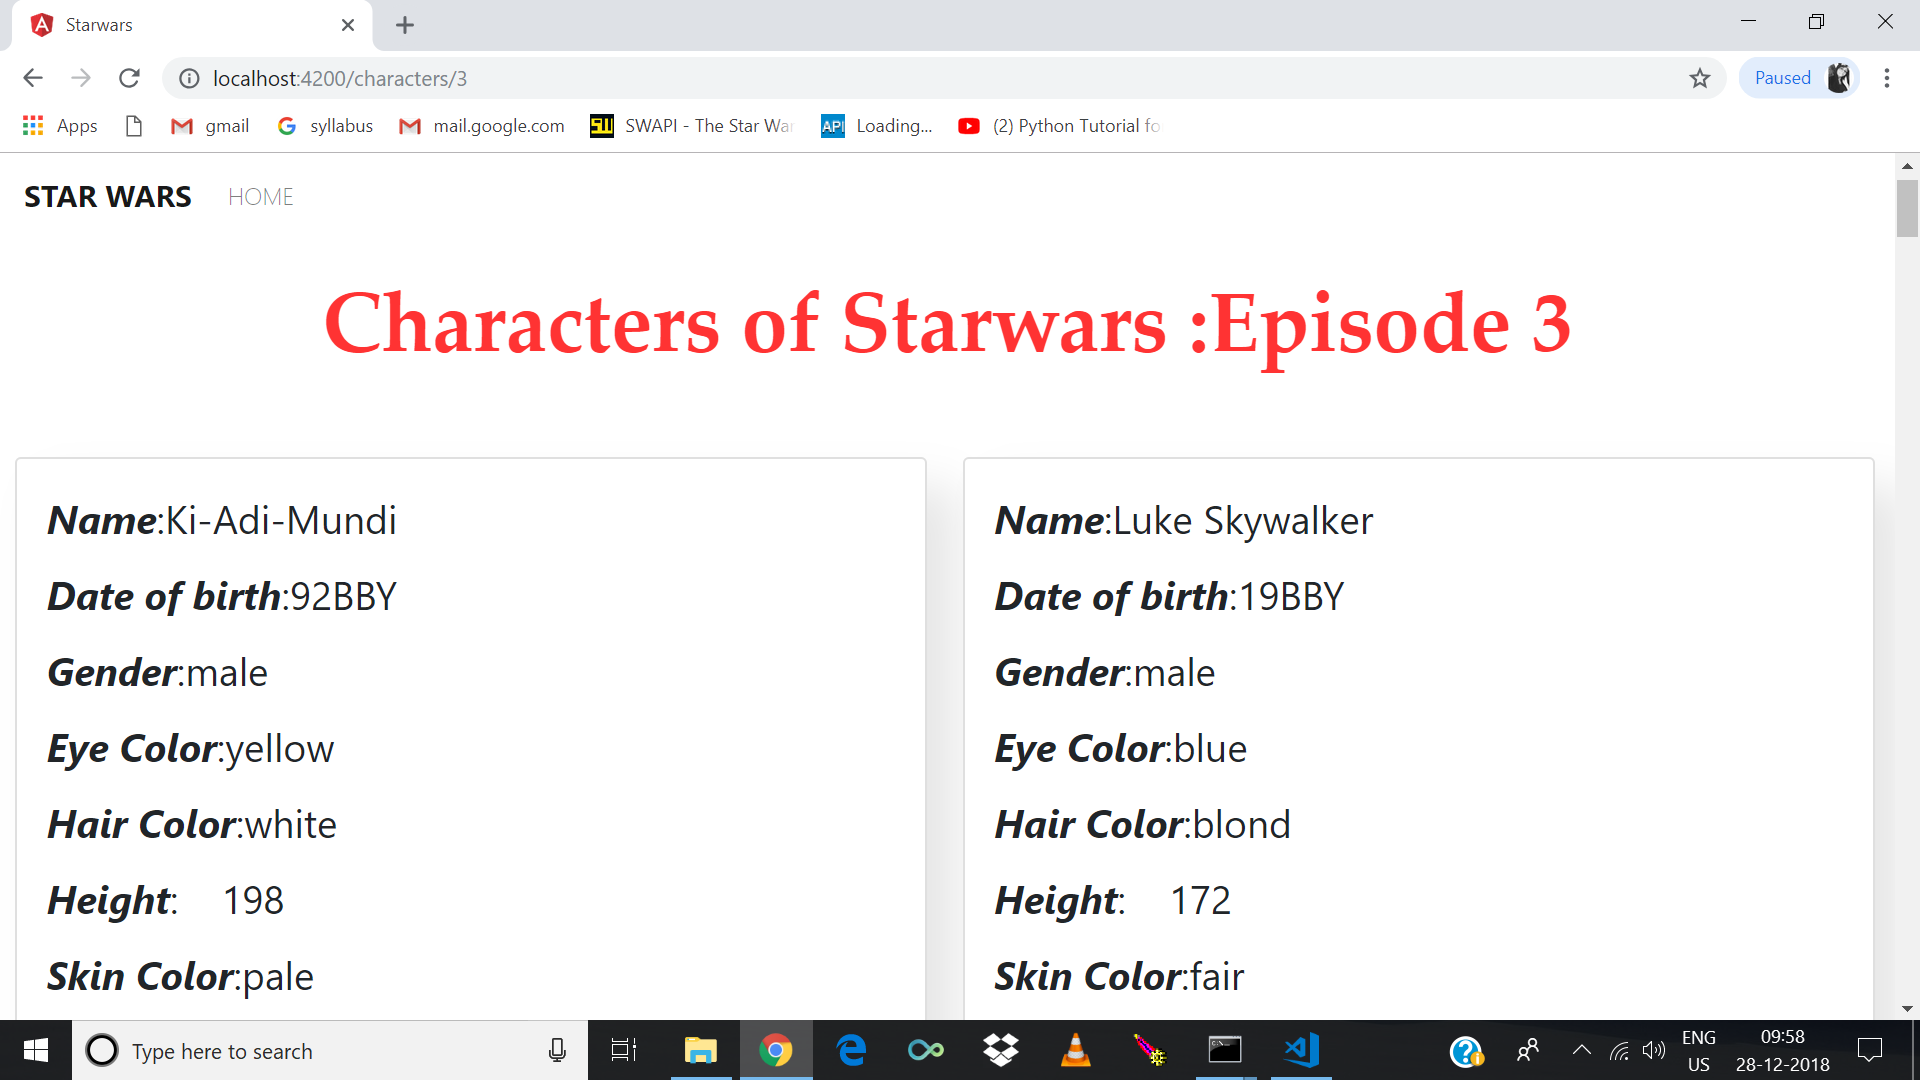 Starwars
localhost:4200/characters/3
Paused
Apps
gmail
syllabus
mail.google.com
SWAPI - The Star Wa
API
Loading...
(2) Python Tutorial fo
STAR WARS
HOME
Characters of Starwars :Episode 3
Name:Ki-Adi-Mundi
Date of birth:92BBY
Gender:male
Eye Color:yellow
Hair Color:white
Height: 198
Skin Color:pale
Name:Luke Skywalker
Date of birth:19BBY
Gender:male
Eye Color:blue
Hair Color:blond
Height: 172
Skin Color:fair
Type here to search
ENG
US
09:58
28-12-2018